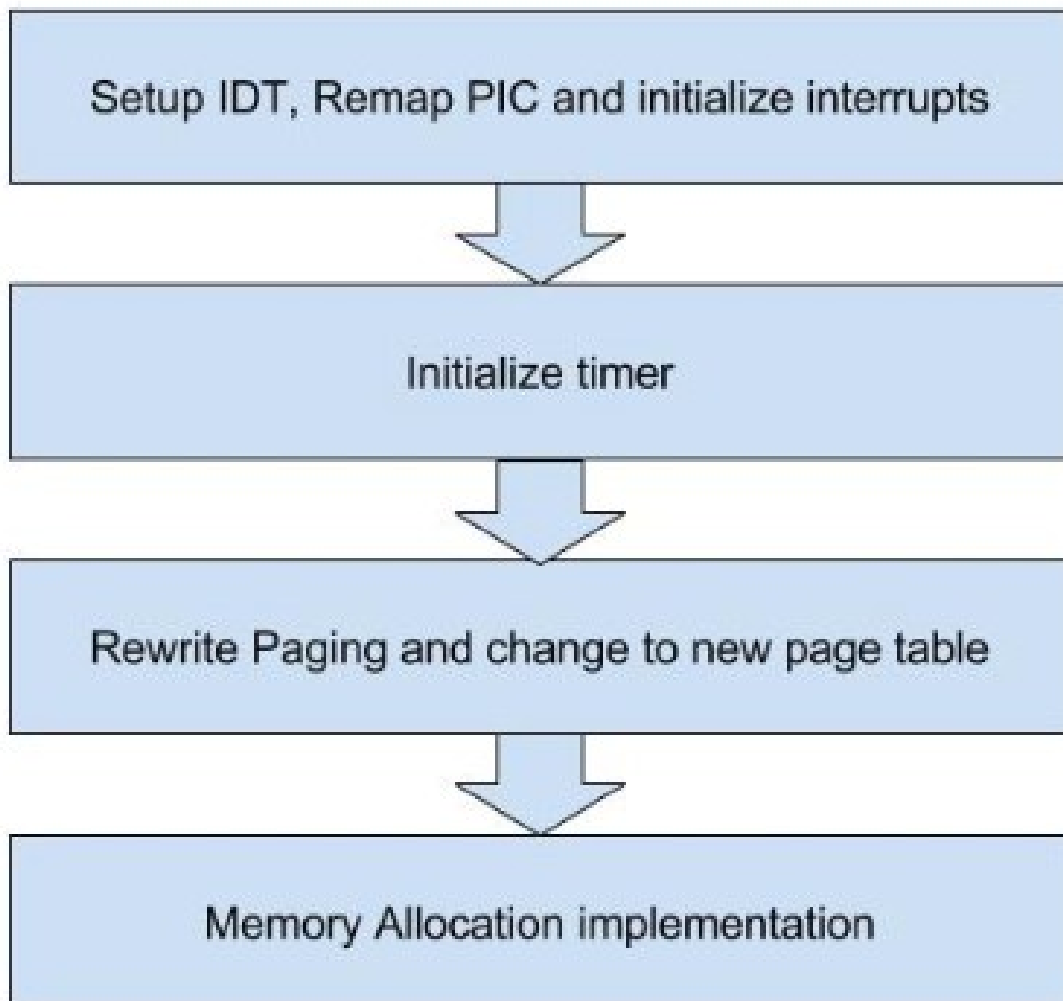 Setup IDT, Remap PIC and initialize interrupts
Initialize timer
Rewrite Paging and change to new page table
Memory Allocation implementation